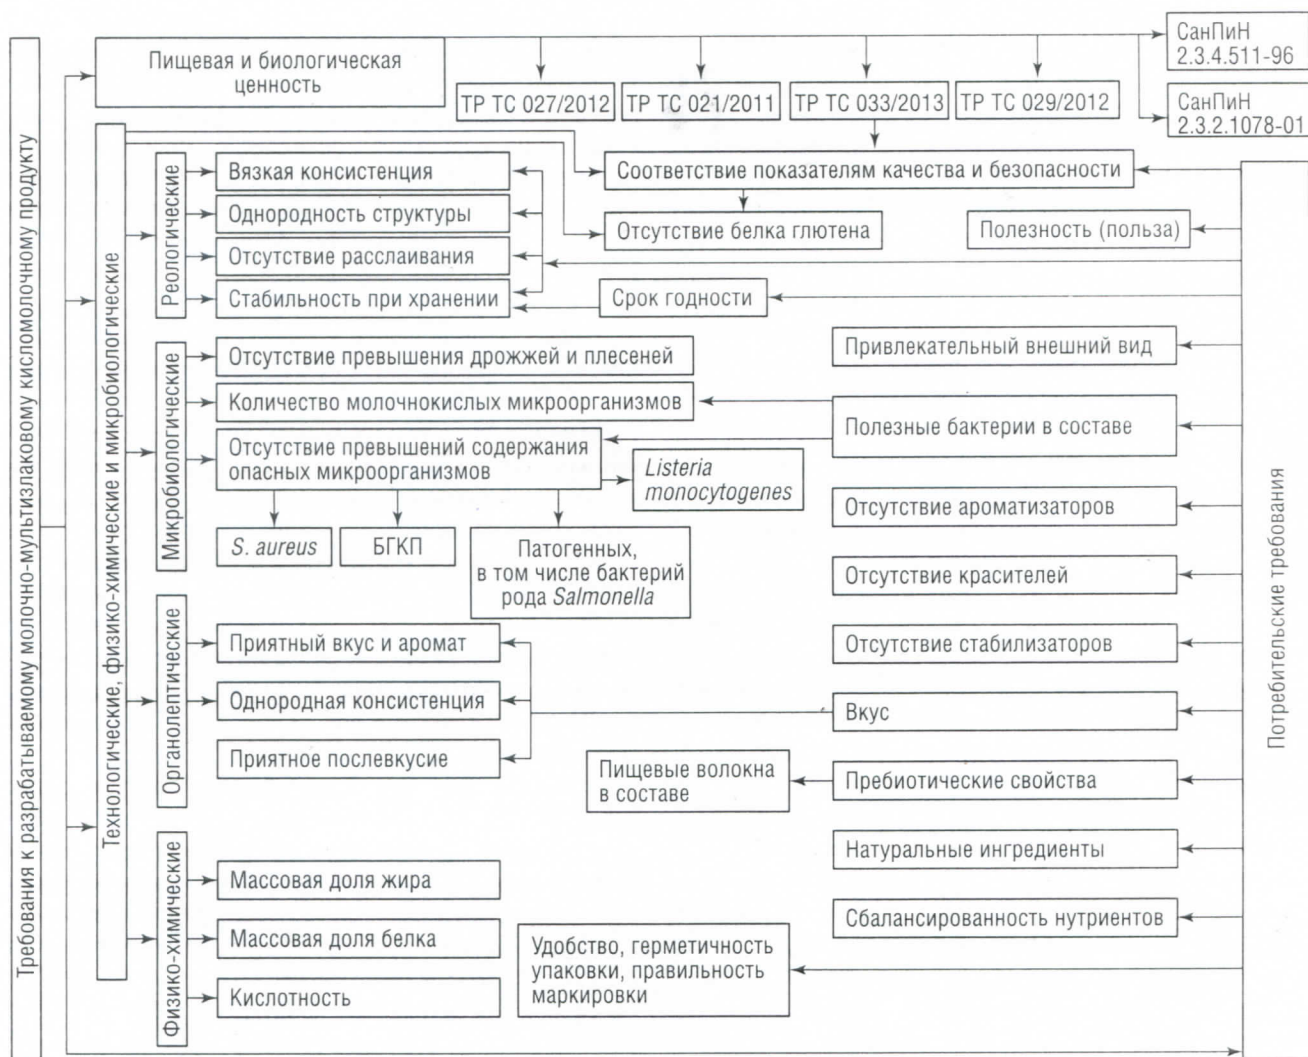 Требования к разрабатываемому молочно-мультизлаковому кисломолочному продукту
Пищевая и биологическая
ценность
СанПиН
2.3.4.511-96
СанПиН
2.3.2.1078-01
ТР ТС 027/2012
ТР ТС 021/2011
ТР ТС 033/2013
ТР ТС 029/2012
Технологические, физико-химические и микробиологические
Реологические
Вязкая консистенция
Однородность структуры
Отсутствие расслаивания
Стабильность при хранении
Соответствие показателям качества и безопасности
Отсутствие белка глютена
Полезность (польза)
Срок годности
Микробиологические
Отсутствие превышения дрожжей и плесеней
Количество молочнокислых микроорганизмов
Отсутствие превышений содержания
опасных микроорганизмов
Listeria
monocytogenes
S. aureus
БГКП
Патогенных,
в том числе бактерий
рода Salmonella
Органолептические
Приятный вкус и аромат
Однородная консистенция
Приятное послевкусие
Физико-химические
Массовая доля жира
Массовая доля белка
Кислотность
Привлекательный внешний вид
Полезные бактерии в составе
Отсутствие ароматизаторов
Отсутствие красителей
Отсутствие стабилизаторов
Вкус
Пребиотические свойства
Пищевые волокна
в составе
Натуральные ингредиенты
Сбалансированность нутриентов
Удобство, герметичность
упаковки, правильность
маркировки
Потребительские требования